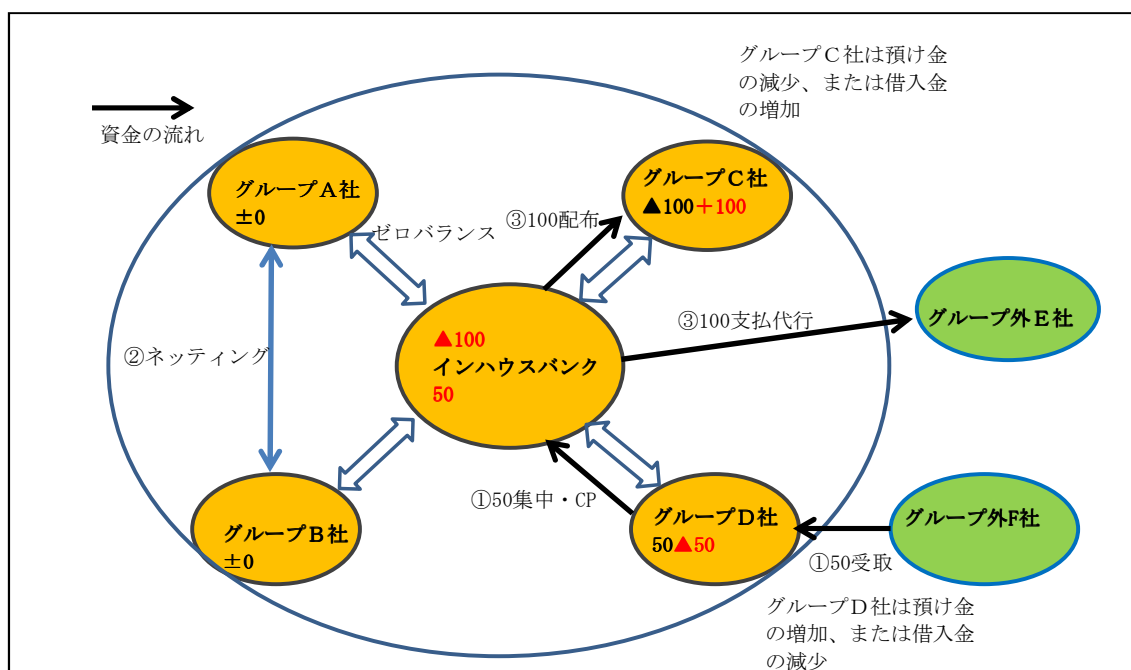 グループＣ社は預け金
の減少、または借入金
の増加
資金の流れ
グループＡ社
±0
グループＣ社
▲100＋100
③100配布
ゼロバランス
③100支払代行
グループ外Ｅ社
②ネッティング
▲100
インハウスバンク
50
①50集中・CP
グループＢ社
±0
グループＤ社
50▲50
グループ外F社
①50受取
グループＤ社は預け金
の増加、または借入金
の減少